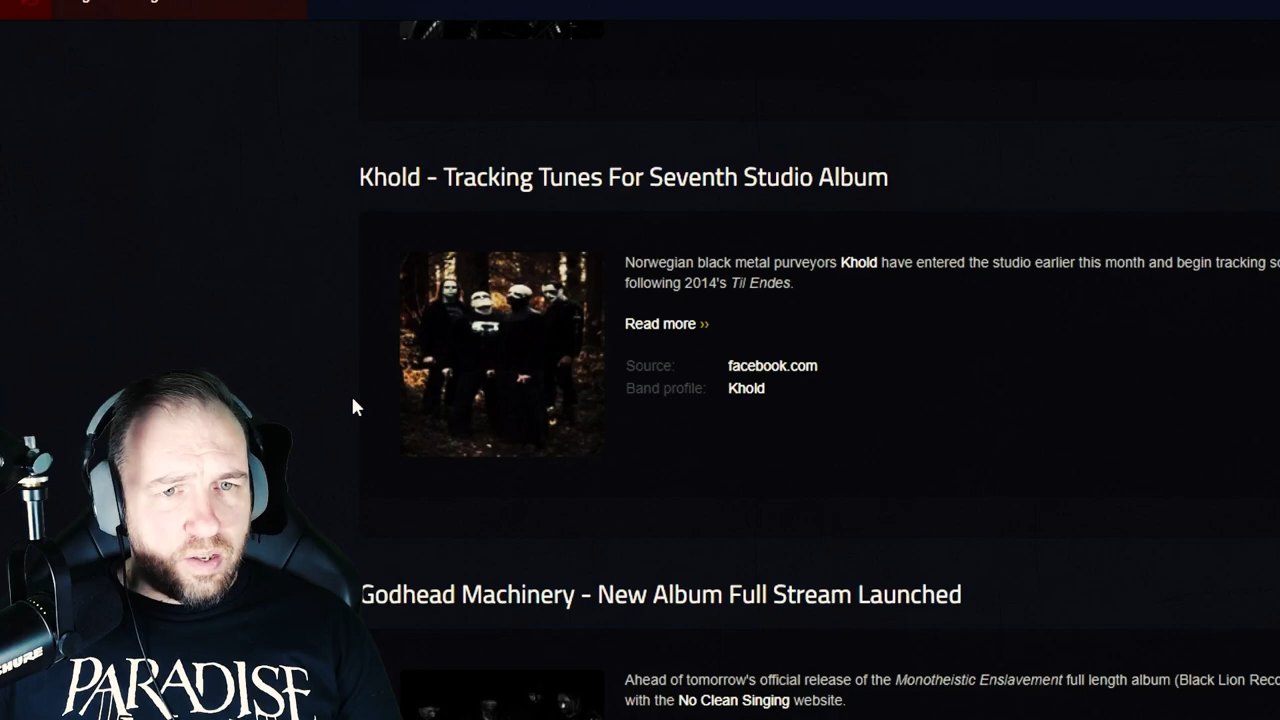 Khold - Tracking Tunes For Seventh Studio Album
Norwegian black metal purveyors Khold have entered the studio earlier this month and begin tracking
following 2014's Til Endes.
Read more ››
Source: facebook.com
Band profile: Khold
Godhead Machinery - New Album Full Stream Launched
Ahead of tomorrow's official release of the Monotheistic Enslavement full length album (Black Lion
with the No Clean Singing website.
SHURE
PARADISE